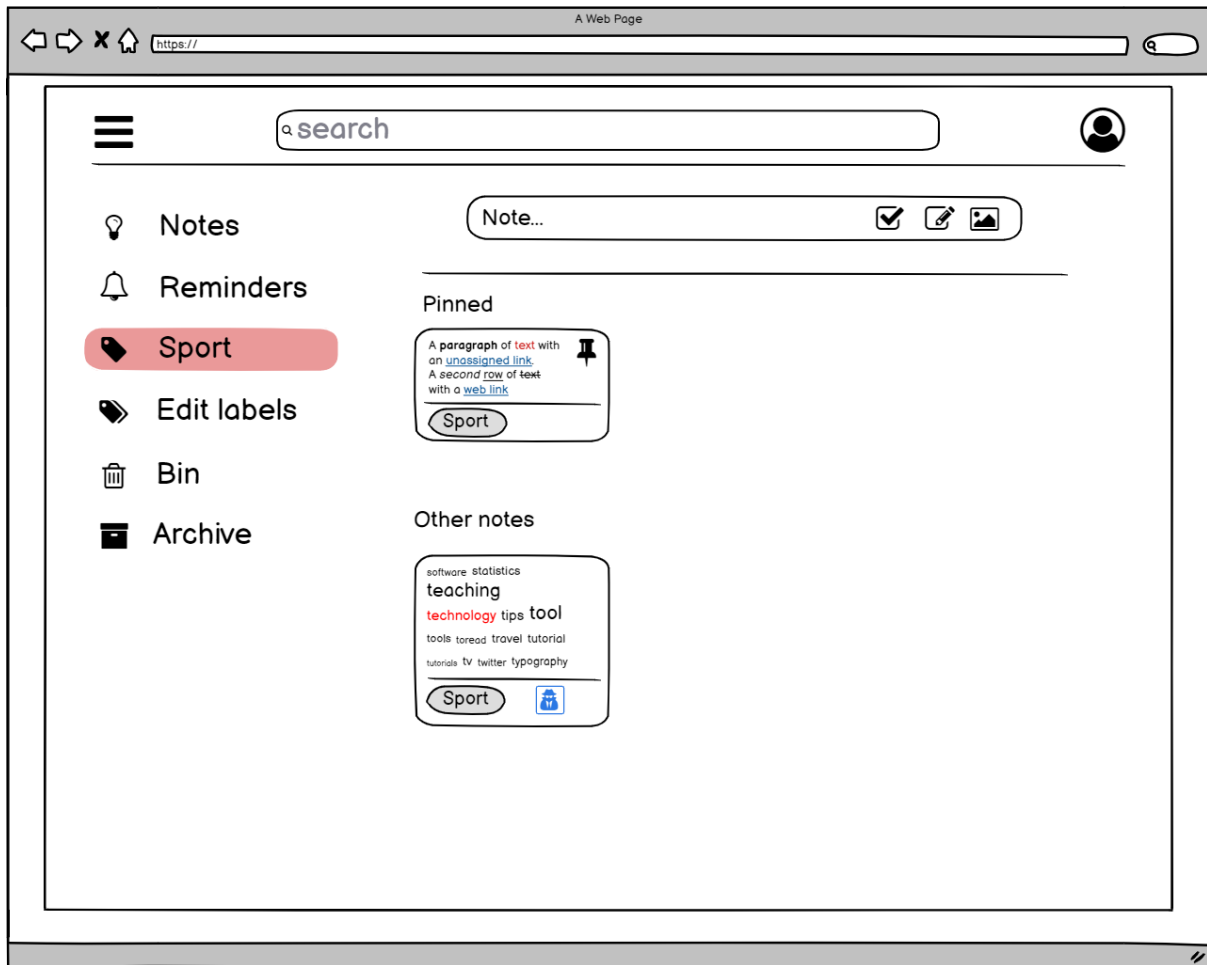 A Web Page
https://
search
Notes
Reminders
Sport
Edit labels
Bin
Archive
Note...
Pinned
A paragraph of text with
an unassigned link.
A second row of text
with a web link
Sport
Other notes
software statistics
teaching
technology tips tool
tools toread travel tutorial
tutorials tv twitter typography
Sport